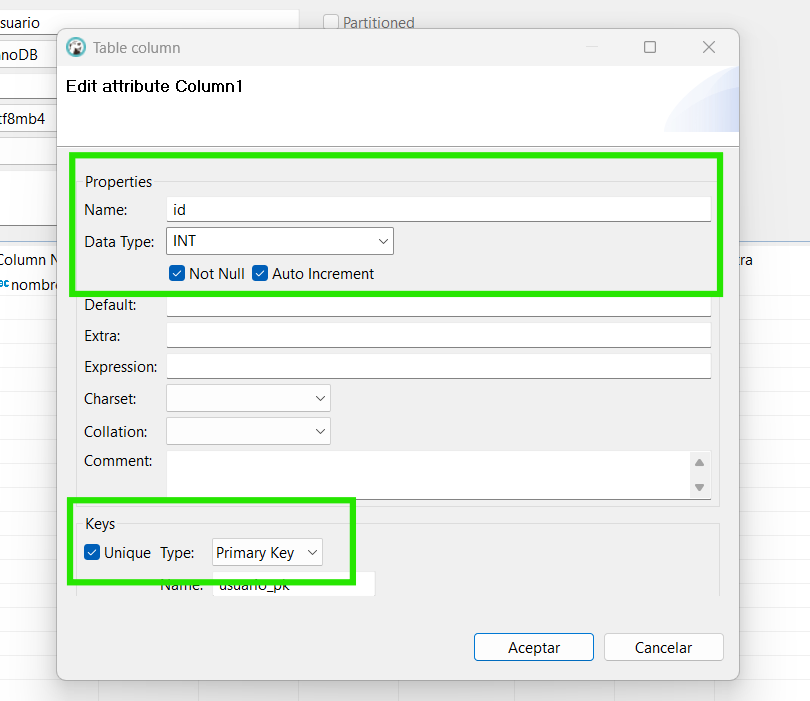 suario
Partitioned
noDB
Table column
Edit attribute Column1
tf8mb4
Properties
Name: id
Data Type: INT
Not Null Auto Increment
Column N
ra
nombre
Default:
Extra:
Expression:
Charset:
Collation:
Comment:
Keys
Unique Type: Primary Key
Name: usuario_pk
Aceptar Cancelar